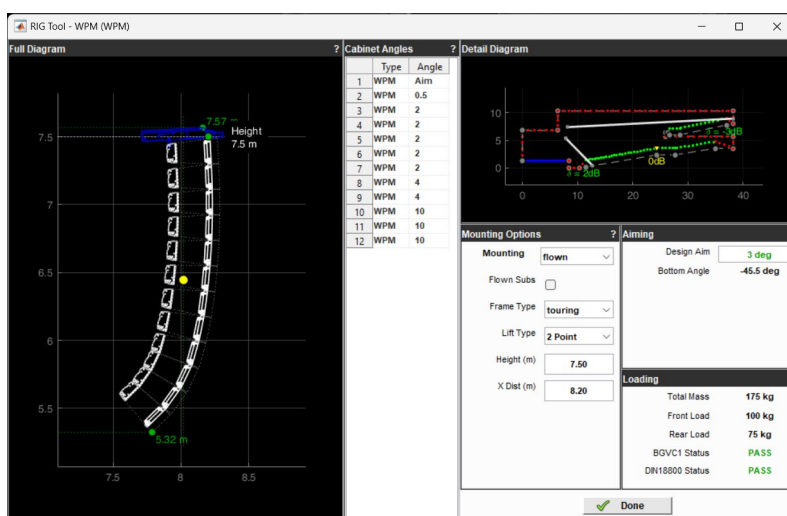 RIG Tool - WPM (WPM)
Full Diagram ?
7.57 m
Height
7.5 m
7.5
7
6.5
6
5.5
5.32 m
7.5 8 8.5
Cabinet Angles ?
Type Angle
1 WPM Aim
2 WPM 0.5
3 WPM 2
4 WPM 2
5 WPM 2
6 WPM 2
7 WPM 2
8 WPM 4
9 WPM 4
10 WPM 10
11 WPM 10
12 WPM 10
Detail Diagram
10
5
0
0 10 20 30 40
= -3dB
0dB
= 2dB
Mounting Options ?
Mounting flown
Flown Subs
Frame Type touring
Lift Type 2 Point
Height (m) 7.50
X Dist (m) 8.20
Aiming
Design Aim 3 deg
Bottom Angle -45.5 deg
Loading
Total Mass 175 kg
Front Load 100 kg
Rear Load 75 kg
BGVC1 Status PASS
DIN18800 Status PASS
Done